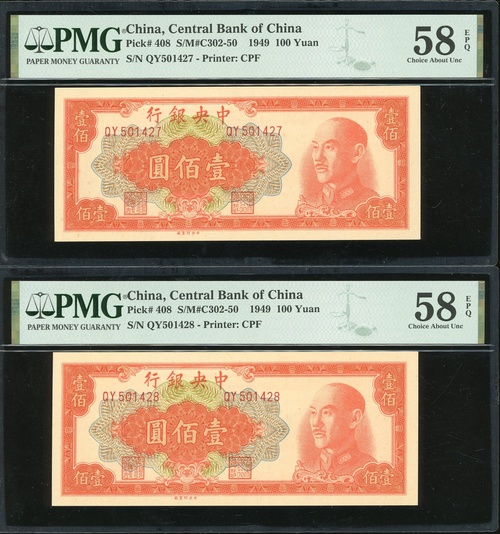 PMG
PAPER MONEY GUARANTY
China, Central Bank of China
Pick# 408 S/M#C302-50 1949 100 Yuan
S/N QY501427 - Printer: CPF
58 EPQ
Choice About Unc
行銀央中
壹佰
QY501427 QY501427
圓佰壹
佰壹
佰壹
PMG
PAPER MONEY GUARANTY
China, Central Bank of China
Pick# 408 S/M#C302-50 1949 100 Yuan
S/N QY501428 - Printer: CPF
58 EPQ
Choice About Unc
行銀央中
壹佰
QY501428 QY501428
圓佰壹
佰壹
佰壹